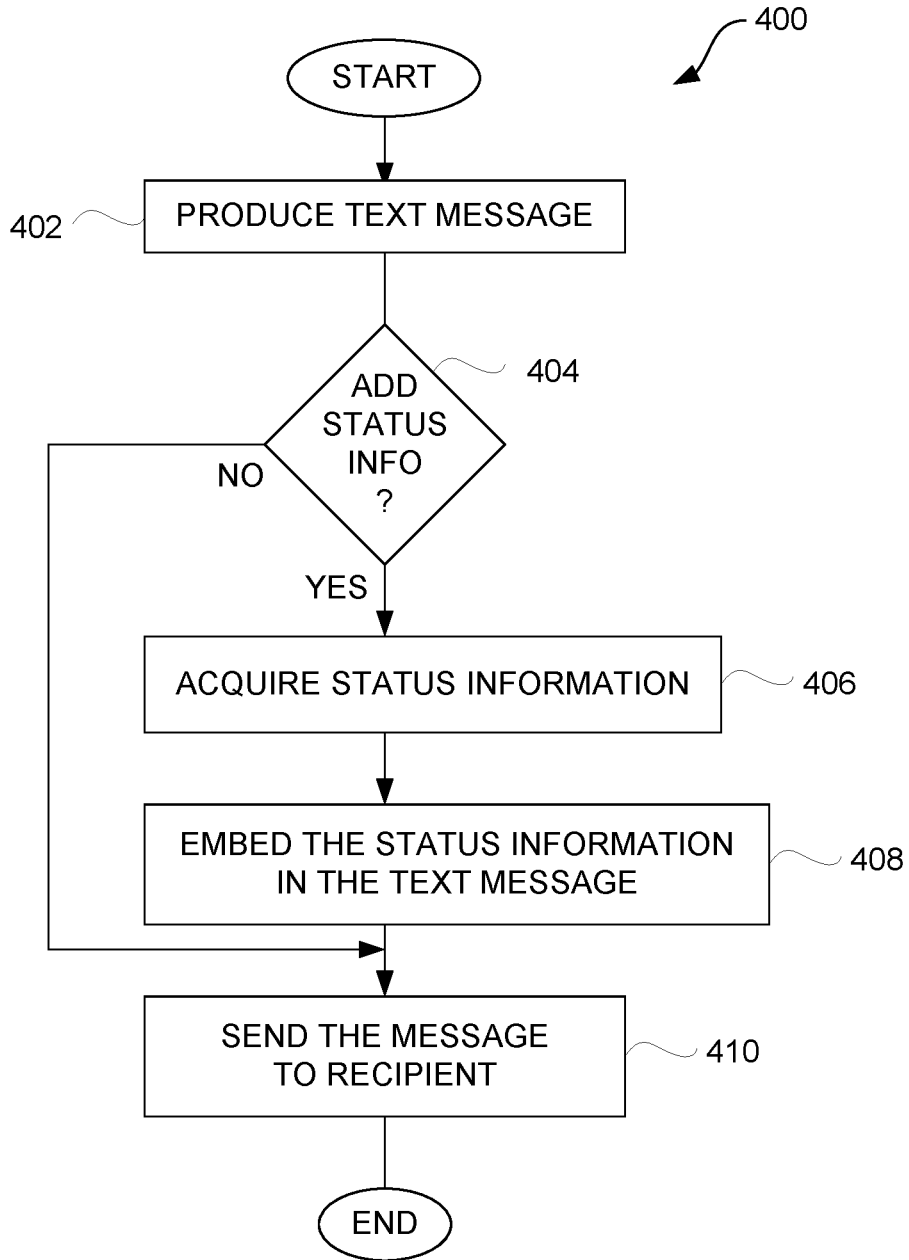 400
START
402
PRODUCE TEXT MESSAGE
404
ADD
STATUS
INFO
?
NO
YES
ACQUIRE STATUS INFORMATION
406
EMBED THE STATUS INFORMATION
IN THE TEXT MESSAGE
408
SEND THE MESSAGE
TO RECIPIENT
410
END